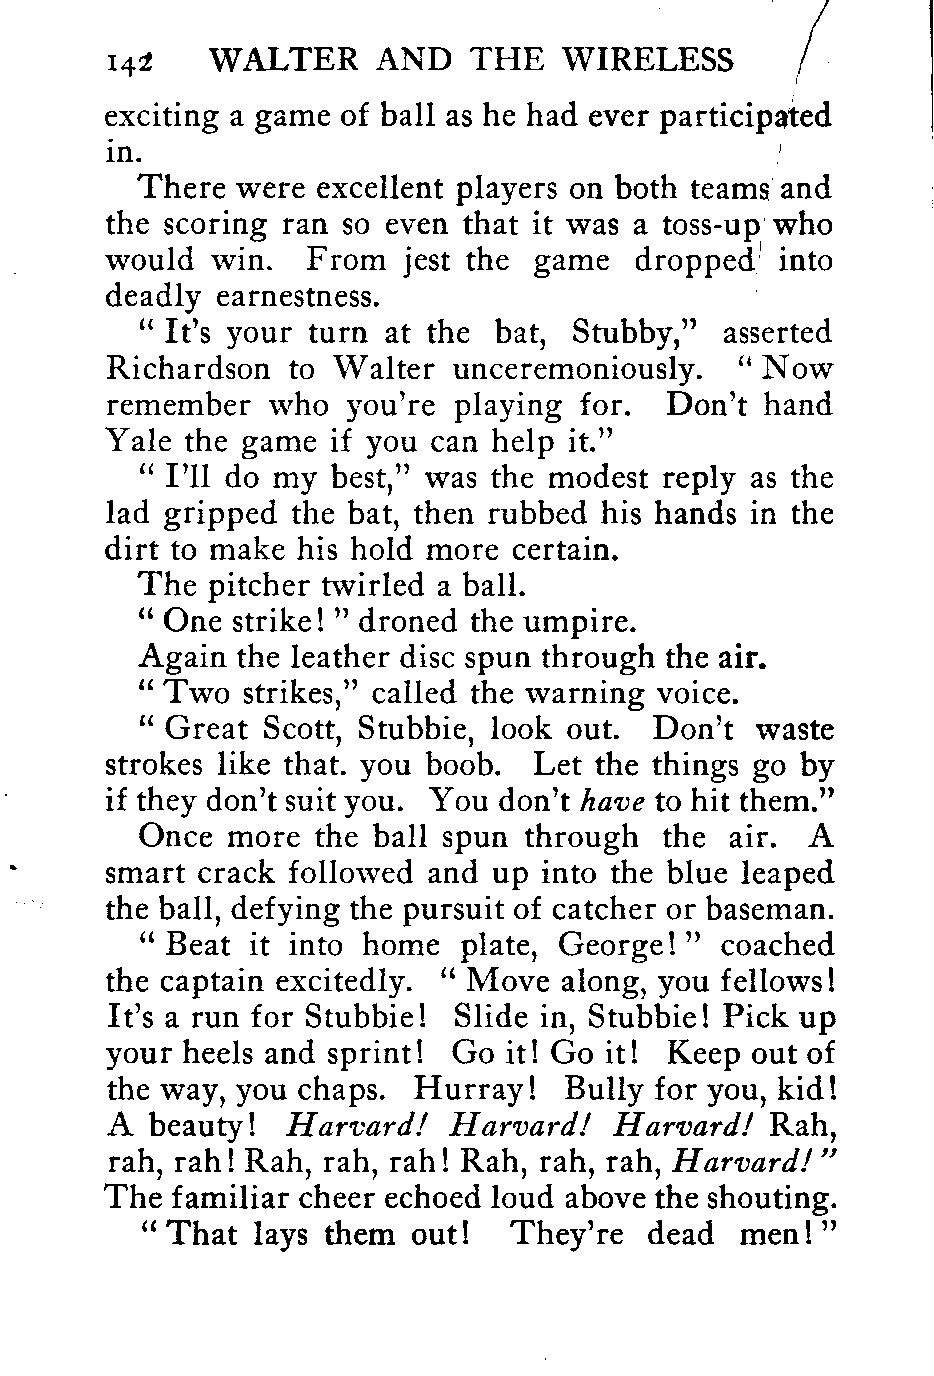 142 WALTER AND THE WIRELESS
exciting a game of ball as he had ever participated
in.
There were excellent players on both teams and
the scoring ran so even that it was a toss-up who
would win. From jest the game dropped into
deadly earnestness.
" It's your turn at the bat, Stubby," asserted
Richardson to Walter unceremoniously. " Now
remember who you're playing for. Don't hand
Yale the game if you can help it."
" I'll do my best," was the modest reply as the
lad gripped the bat, then rubbed his hands in the
dirt to make his hold more certain.
The pitcher twirled a ball.
" One strike! " droned the umpire.
Again the leather disc spun through the air.
" Two strikes," called the warning voice.
" Great Scott, Stubbie, look out. Don't waste
strokes like that. you boob. Let the things go by
if they don't suit you. You don't have to hit them."
Once more the ball spun through the air. A
smart crack followed and up into the blue leaped
the ball, defying the pursuit of catcher or baseman.
" Beat it into home plate, George! " coached
the captain excitedly. " Move along, you fellows!
It's a run for Stubbie! Slide in, Stubbie! Pick up
your heels and sprint! Go it! Go it! Keep out of
the way, you chaps. Hurray! Bully for you, kid!
A beauty! Harvard! Harvard! Harvard! Rah,
rah, rah! Rah, rah, rah! Rah, rah, rah, Harvard! "
The familiar cheer echoed loud above the shouting.
" That lays them out! They're dead men! "